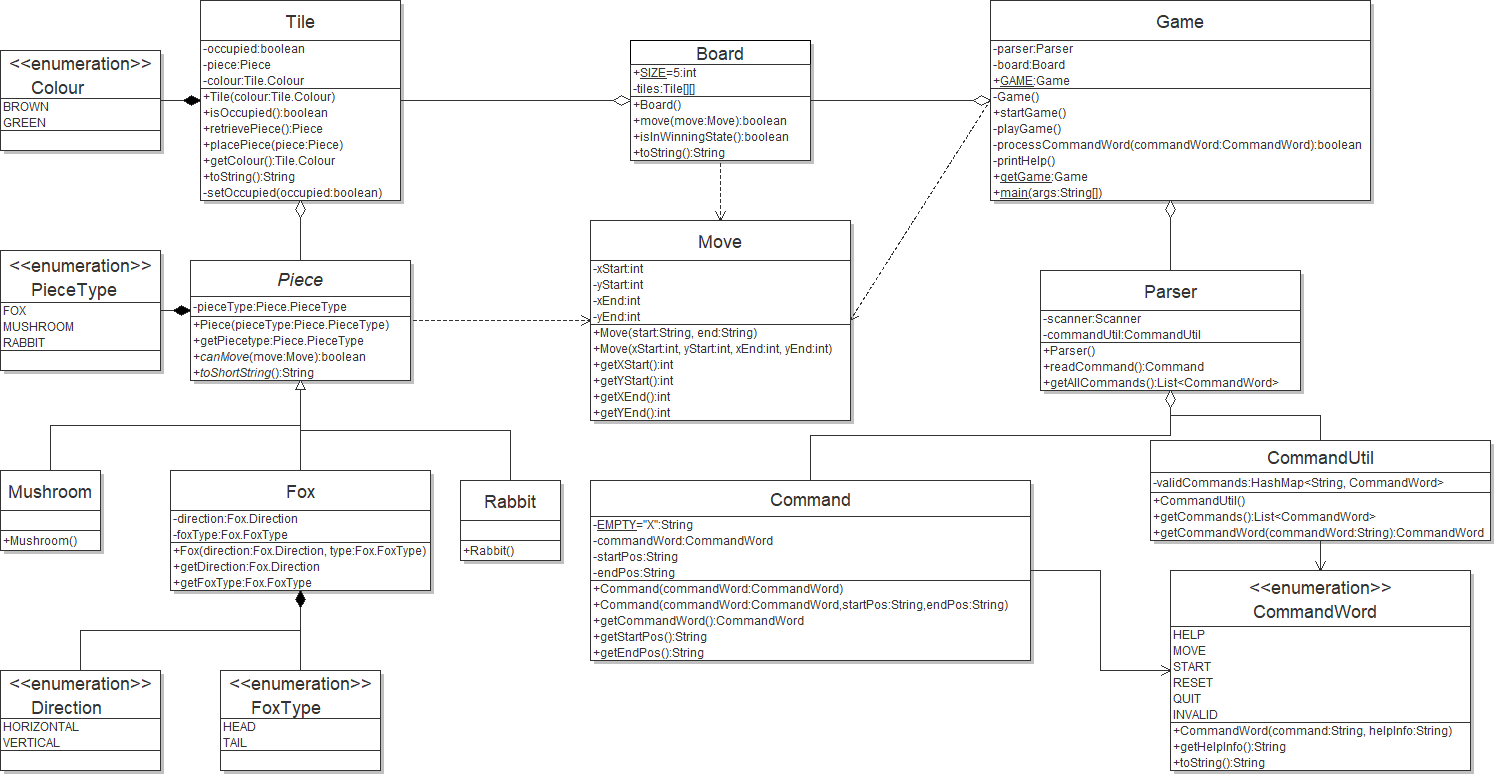 Tile
-occupied:boolean
-piece:Piece
-colour:Tile.Colour
+Tile(colour:Tile.Colour)
+isOccupied():boolean
+retrievePiece():Piece
+placePiece(piece:Piece)
+getColour():Tile.Colour
+toString():String
-setOccupied(occupied:boolean)
<<enumeration>>
Colour
BROWN
GREEN
Board
+SIZE=5:int
-tiles:Tile[][]
+Board()
+move(move:Move):boolean
+isInWinningState():boolean
+toString():String
Game
-parser:Parser
-board:Board
+GAME:Game
-Game()
+startGame()
-playGame()
-processCommandWord(commandWord:CommandWord):boolean
-printHelp()
+getGame:Game
+main(args:String[])
<<enumeration>>
PieceType
FOX
MUSHROOM
RABBIT
Piece
-pieceType:Piece.PieceType
+Piece(pieceType:Piece.PieceType)
+getPiecetype:Piece.PieceType
+canMove(move:Move):boolean
+toShortString():String
Move
-xStart:int
-yStart:int
-xEnd:int
-yEnd:int
+Move(start:String, end:String)
+Move(xStart:int, yStart:int, xEnd:int, yEnd:int)
+getXStart():int
+getYStart():int
+getXEnd():int
+getYEnd():int
Parser
-scanner:Scanner
-commandUtil:CommandUtil
+Parser()
+readCommand():Command
+getAllCommands():List<CommandWord>
Mushroom
+Mushroom()
Fox
-direction:Fox.Direction
-foxType:Fox.FoxType
+Fox(direction:Fox.Direction, type:Fox.FoxType)
+getDirection:Fox.Direction
+getFoxType:Fox.FoxType
Rabbit
+Rabbit()
Command
-EMPTY="X":String
-commandWord:CommandWord
-startPos:String
-endPos:String
+Command(commandWord:CommandWord)
+Command(commandWord:CommandWord,startPos:String,endPos:String)
+getCommandWord():CommandWord
+getStartPos():String
+getEndPos():String
CommandUtil
-validCommands:HashMap<String, CommandWord>
+CommandUtil()
+getCommands():List<CommandWord>
+getCommandWord(commandWord:String):CommandWord
<<enumeration>>
CommandWord
HELP
MOVE
START
RESET
QUIT
INVALID
+CommandWord(command:String, helpInfo:String)
+getHelpInfo():String
+toString():String
<<enumeration>>
Direction
HORIZONTAL
VERTICAL
<<enumeration>>
FoxType
HEAD
TAIL